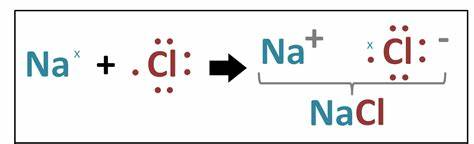 Na x + Cl → Na+ x Cl -
NaCl